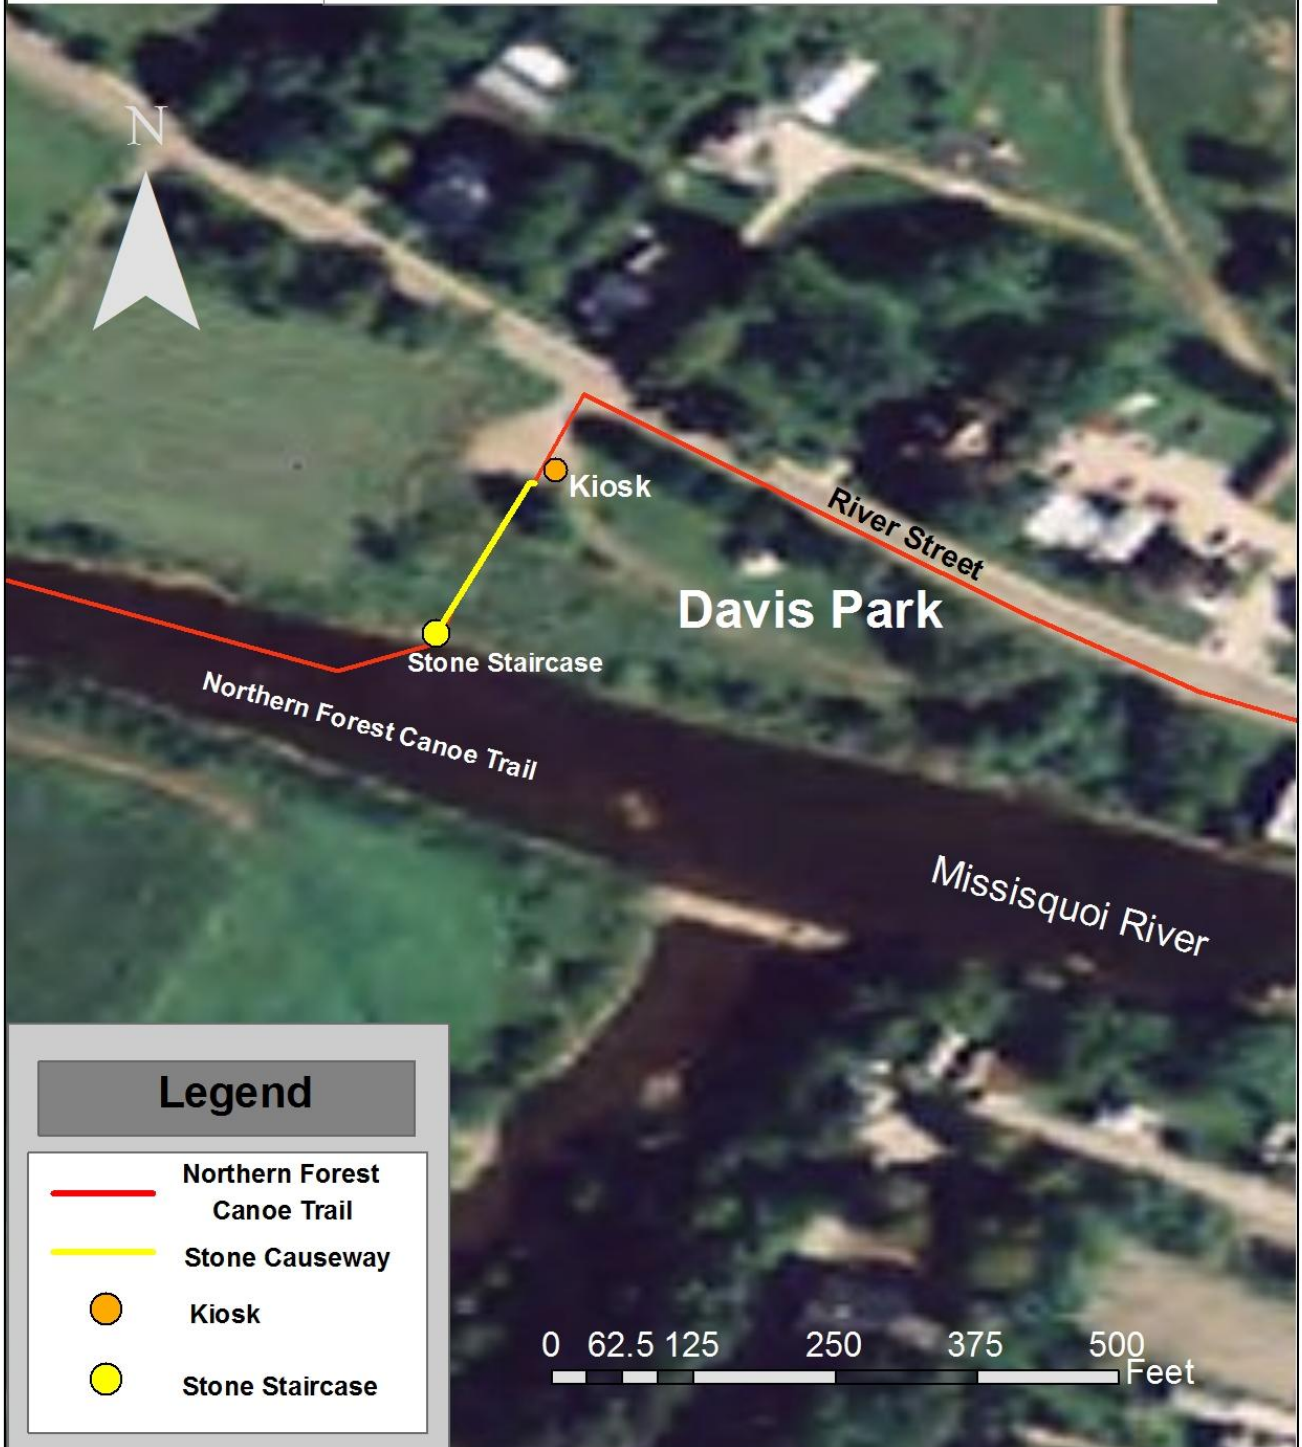 N
Kiosk
River Street
Davis Park
Stone Staircase
Northern Forest Canoe Trail
Missisquoi River
Legend
Northern Forest
Canoe Trail
Stone Causeway
Kiosk
Stone Staircase
0 62.5 125 250 375 500
Feet